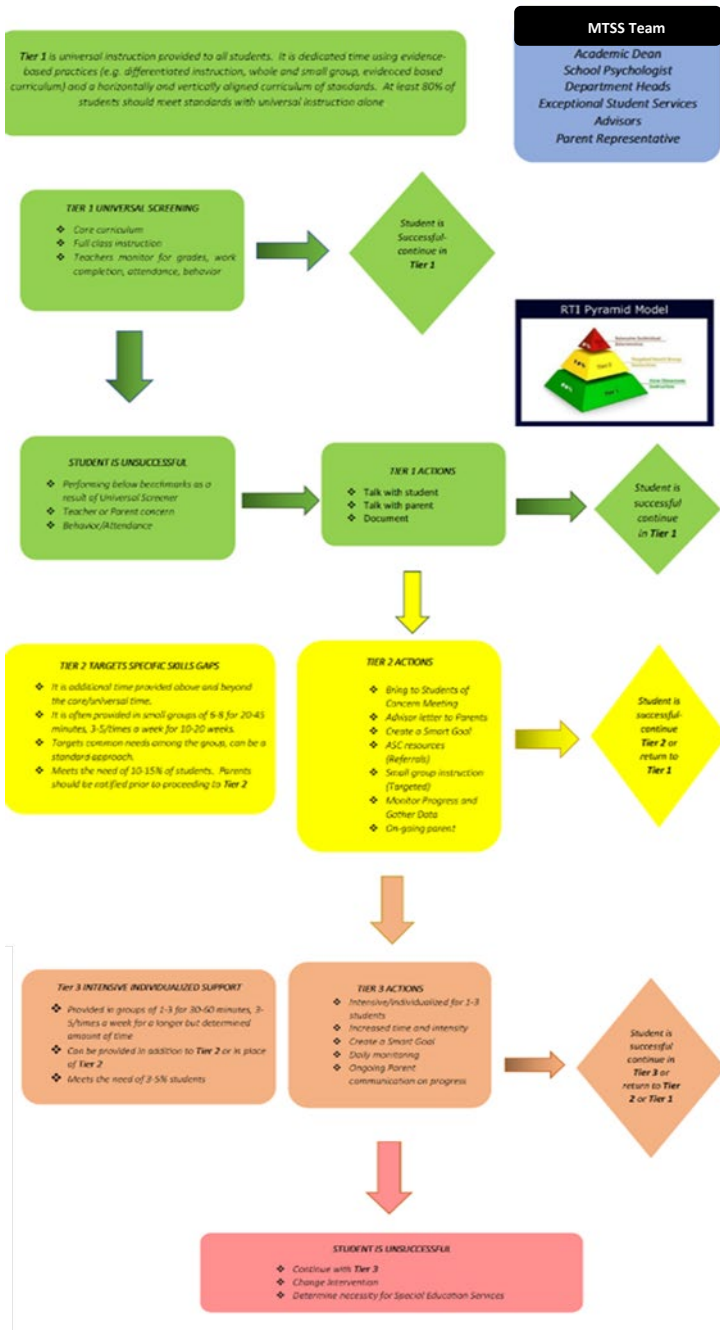 MTSS Team
Tier 1 is universal instruction provided to all students. It is dedicated time using evidence-
based practices (e.g. differentiated instruction, whole and small group, evidenced based
curriculum) and a horizontally and vertically aligned curriculum of standards. At least 80% of
students should meet standards with universal instruction alone
Academic Dean
School Psychologist
Department Heads
Exceptional Student Services
Advisors
Parent Representative
TIER 1 UNIVERSAL SCREENING
❖ Core curriculum
❖ Full class instruction
❖ Teachers monitor for grades, work
completion, attendance, behavior
Student is
Successful-
continue in
Tier 1
RTI Pyramid Model
Tier 2
Tier 1
STUDENT IS UNSUCCESSFUL
❖ Performing below benchmarks as a
result of Universal Screener
❖ Teacher or Parent concern
❖ Behavior/Attendance
TIER 1 ACTIONS
❖ Talk with student
❖ Talk with parent
❖ Document
Student is
successful
continue
in Tier 1
TIER 2 TARGETS SPECIFIC SKILLS GAPS
❖ It is additional time provided above and beyond
the core/universal time.
❖ It is often provided in small groups of 6-8 for 20-45
minutes, 3-5/times a week for 10-20 weeks.
❖ Targets common needs among the group, can be a
standard approach.
❖ Meets the need of 10-15% of students. Parents
should be notified prior to proceeding to Tier 2
TIER 2 ACTIONS
❖ Bring to Students of
Concern Meeting
❖ Advisor letter to Parents
❖ Create a Smart Goal
❖ ASC resources
(Referrals)
❖ Small group instruction
(Targeted)
❖ Monitor Progress and
Gather Data
❖ On-going parent
Student is
successful-
continue
Tier 2 or
return to
Tier 1
Tier 3 INTENSIVE INDIVIDUALIZED SUPPORT
❖ Provided in groups of 1-3 for 30-60 minutes, 3-
5/times a week for a longer but determined
amount of time
❖ Can be provided in addition to Tier 2 or in place
of Tier 2
❖ Meets the need of 3-5% students
TIER 3 ACTIONS
❖ Intensive/individualized for 1-3
students
❖ Increased time and intensity
❖ Create a Smart Goal
❖ Daily monitoring
❖ Ongoing Parent
communication on progress
Student is
successful
continue in
Tier 3 or
return to Tier
2 or Tier 1
STUDENT IS UNSUCCESSFUL
❖ Continue with Tier 3
❖ Change Intervention
❖ Determine necessity for Special Education Services